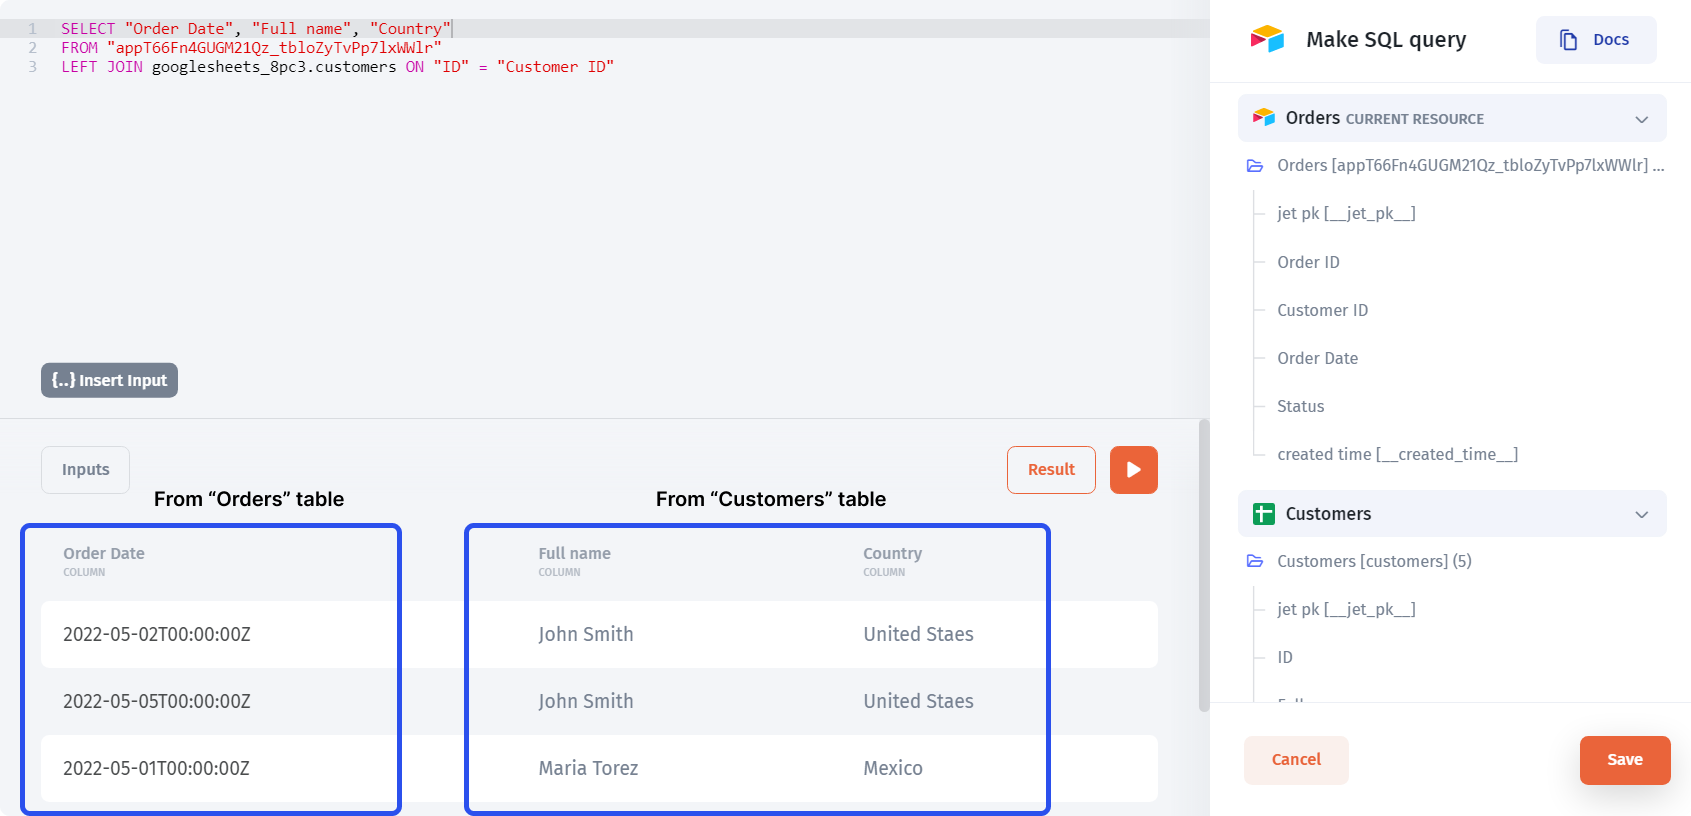 1 SELECT "Order Date", "Full name", "Country"
2 FROM "appT66Fn4GUGM21Qz_tbloZyTvPp7lxWWlr"
3 LEFT JOIN googlesheets_8pc3.customers ON "ID" = "Customer ID"
{..} Insert Input
Inputs
Result
From “Orders” table
From “Customers” table
Order Date
COLUMN
Full name
COLUMN
Country
COLUMN
2022-05-02T00:00:00Z John Smith United Staes
2022-05-05T00:00:00Z John Smith United Staes
2022-05-01T00:00:00Z Maria Torez Mexico
Make SQL query
Docs
Orders CURRENT RESOURCE
Orders [appT66Fn4GUGM21Qz_tbloZyTvPp7lxWWlr] ...
jet pk [__jet_pk__]
Order ID
Customer ID
Order Date
Status
created time [__created_time__]
Customers
Customers [customers] (5)
jet pk [__jet_pk__]
ID
Cancel
Save